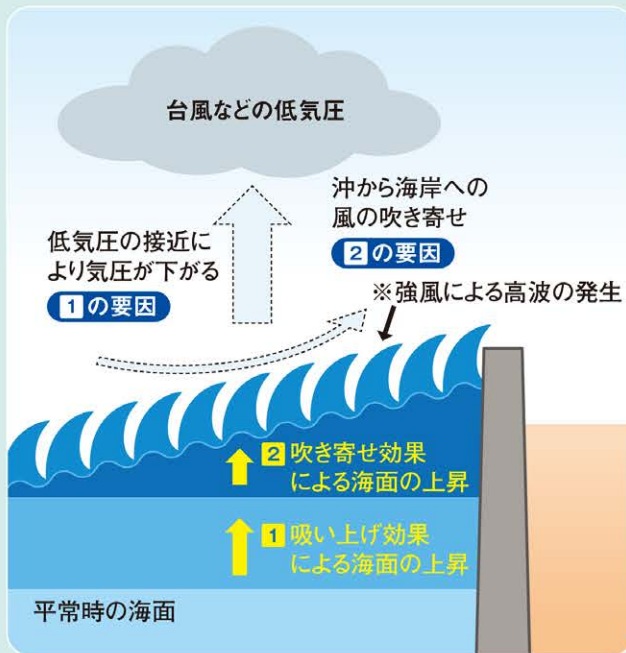 台風などの低気圧
沖から海岸への
風の吹き寄せ
2の要因
低気圧の接近に
より気圧が下がる
1の要因
※強風による高波の発生
2 吹き寄せ効果
による海面の上昇
1 吸い上げ効果
による海面の上昇
平常時の海面